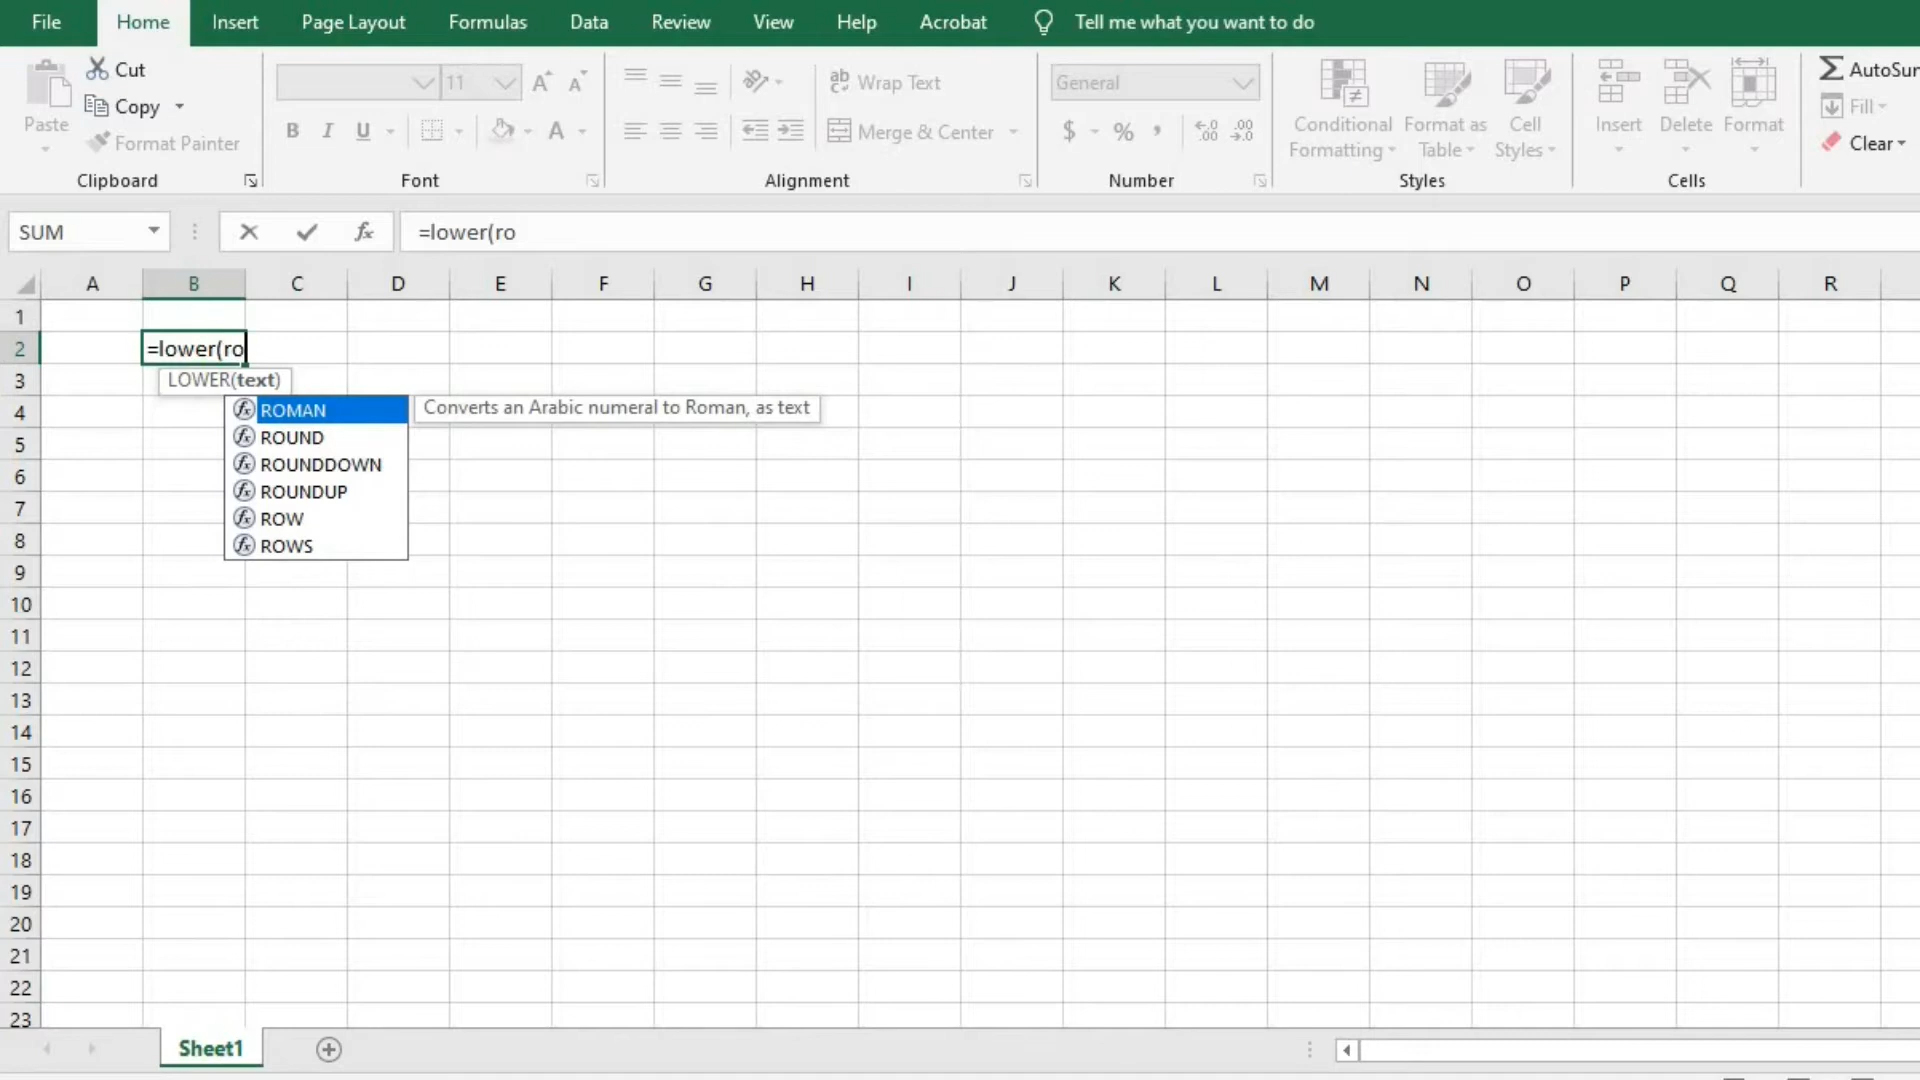 File Home Insert Page Layout Formulas Data Review View Help Acrobat Tell me what you want to do
Cut
Copy
Paste
Format Painter
Clipboard
11
B I U A
Font
ab Wrap Text
Merge & Center
Alignment
General
$ % ,
Number
Conditional Formatting
Format as Table
Cell Styles
Styles
Insert Delete Format
Cells
AutoSum
Fill
Clear
SUM
fx
=lower(ro
A B C D E F G H I J K L M N O P Q R
1
2 =lower(ro
3 LOWER(text)
4 ROMAN Converts an Arabic numeral to Roman, as text
5 ROUND
6 ROUNDDOWN
7 ROUNDUP
8 ROW
ROWS
9
10
11
12
13
14
15
16
17
18
19
20
21
22
23
Sheet1